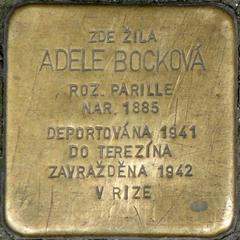 ZDE ŽILA
ADELE BOCKOVÁ
ROZ. PARILLE
NAR. 1885
DEPORTOVÁNA 1941
DO TEREZÍNA
ZAVRAŽDĚNA 1942
V RIZE